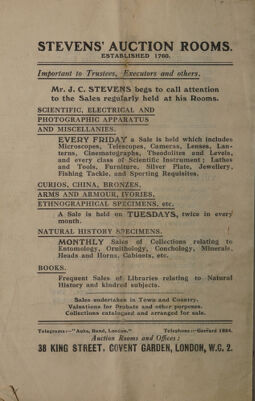 STEVENS' AUCTION ROOMS.
ESTABLISHED 1760.
Important to Trustees, Executors and others.
Mr. J. C. STEVENS begs to call attention
to the Sales regularly held at his Rooms.
SCIENTIFIC, ELECTRICAL AND
PHOTOGRAPHIC APPARATUS
AND MISCELLANIES.
EVERY FRIDAY a Sale is held which includes
Microscopes, Telescopes, Cameras, Lenses, Lan-
terns, Cinematographs, Theodolites and Levels,
and every class of Scientific Instrument; Lathes
and Tools, Furniture, Silver Plate, Jewellery,
Fishing Tackle, and Sporting Requisites.
CURIOS, CHINA, BRONZES,
ARMS AND ARMOUR, IVORIES,
ETHNOGRAPHICAL SPECIMENS, etc.
A Sale is held on TUESDAYS, twice in every
month.
NATURAL HISTORY SPECIMENS.
MONTHLY Sales of Collections relating to
Entomology, Ornithology, Conchology, Minerals,
Heads and Horns, Cabinets, etc.
BOOKS.
Frequent Sales of Libraries relating to Natural
History and kindred subjects.
Sales undertaken in Town and Country.
Valuations for Probate and other purposes.
Collections catalogued and arranged for sale.
Telegrams:—"Auks, Rand, London." Telephone:—Gerrard 1824.
Auction Rooms and Offices:
38 KING STREET, COVENT GARDEN, LONDON, W.C. 2.